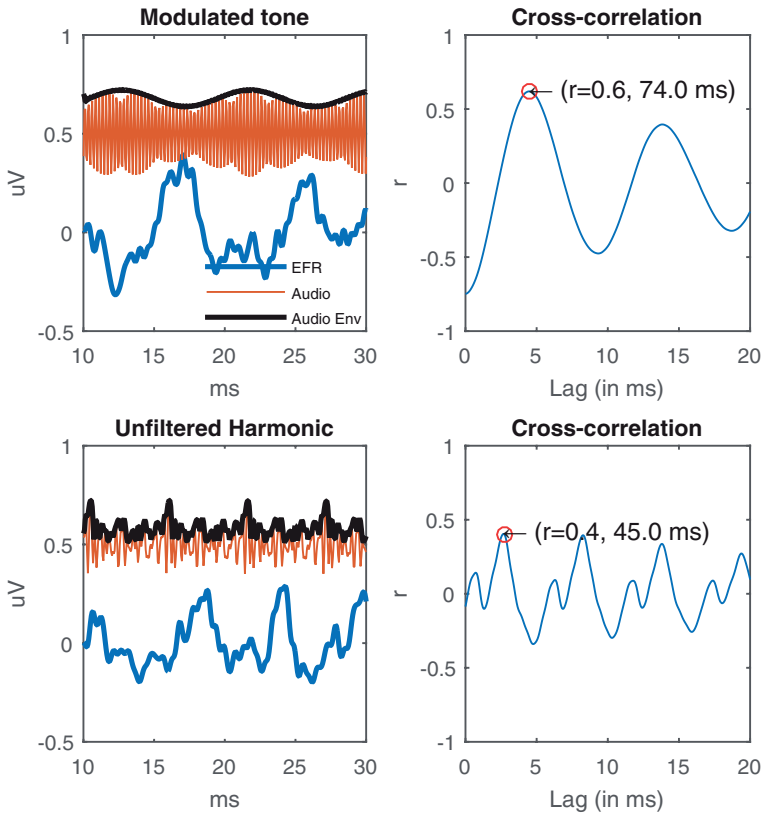 Modulated tone
1
0.5
0
-0.5
uV
10 15 20 25 30
ms
EFR
Audio
Audio Env
Cross-correlation
1
0.5
0
-0.5
-1
r
(r=0.6, 74.0 ms)
0 5 10 15 20
Lag (in ms)
Unfiltered Harmonic
1
0.5
0
-0.5
uV
10 15 20 25 30
ms
Cross-correlation
1
0.5
0
-0.5
-1
r
(r=0.4, 45.0 ms)
0 5 10 15 20
Lag (in ms)